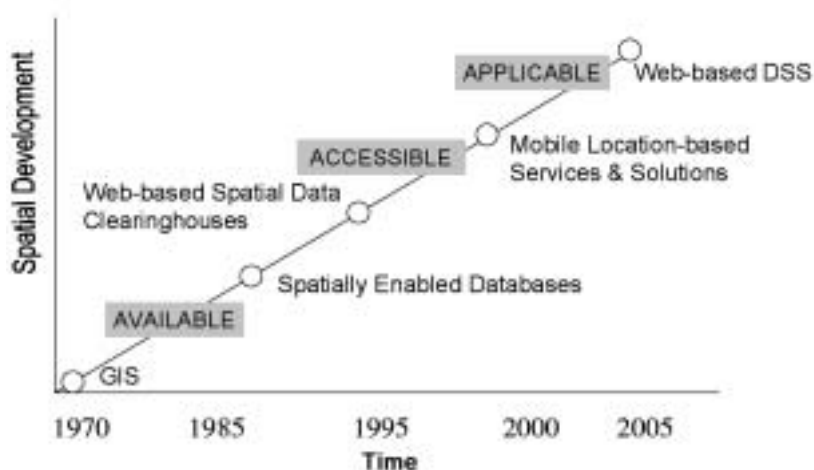 Spatial Development
APPLICABLE
Web-based DSS
ACCESSIBLE
Mobile Location-based
Services & Solutions
Web-based Spatial Data
Clearinghouses
Spatially Enabled Databases
AVAILABLE
GIS
1970 1985 1995 2000 2005
Time